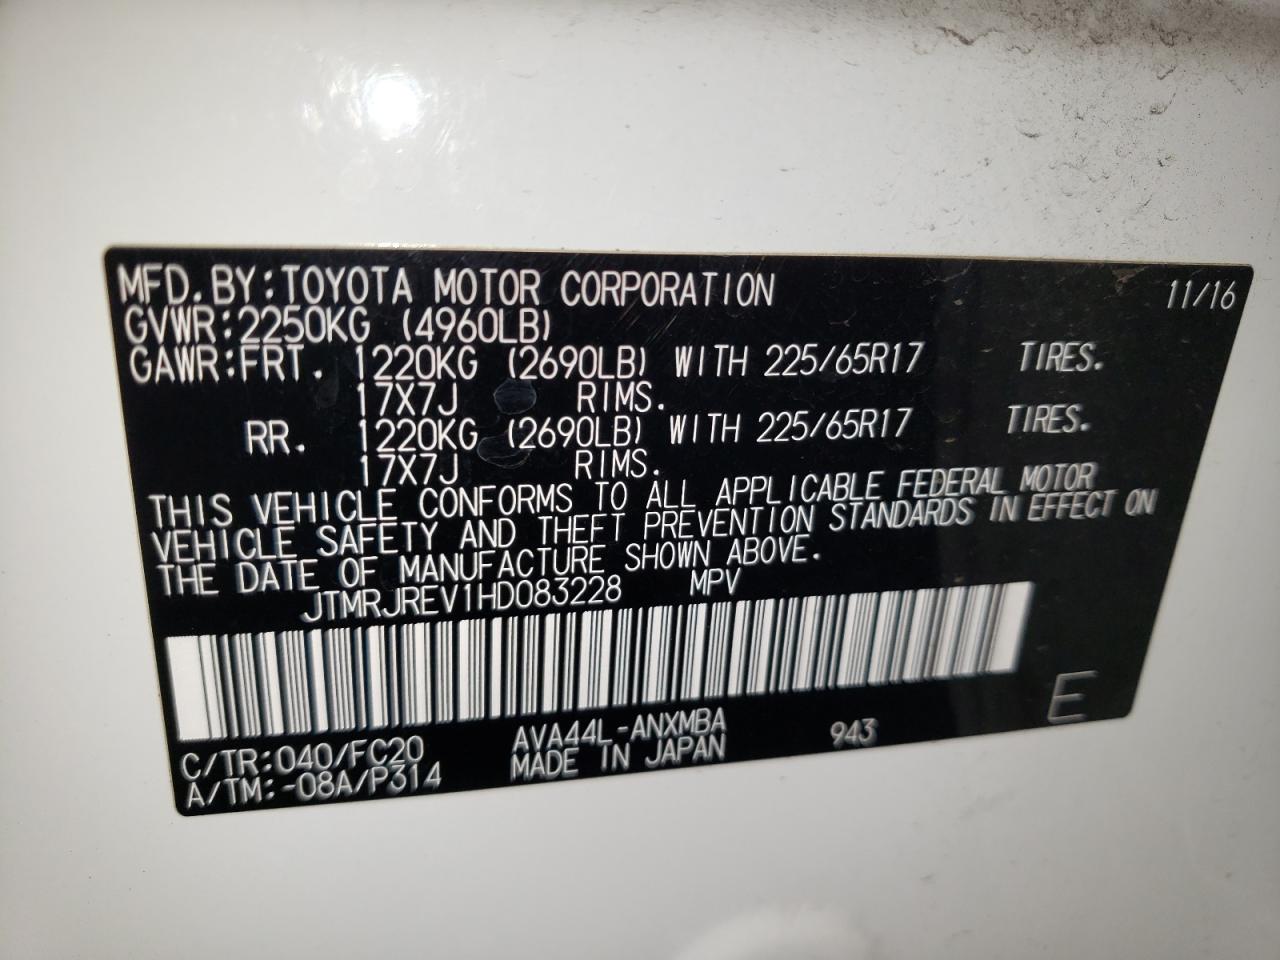 MFD.BY:TOYOTA MOTOR CORPORATION 11/16
GVWR:2250KG (4960LB)
GAWR:FRT. 1220KG (2690LB) WITH 225/65R17 TIRES.
17X7J RIMS.
RR. 1220KG (2690LB) WITH 225/65R17 TIRES.
17X7J RIMS.
THIS VEHICLE CONFORMS TO ALL APPLICABLE FEDERAL MOTOR
VEHICLE SAFETY AND THEFT PREVENTION STANDARDS IN EFFECT ON
THE DATE OF MANUFACTURE SHOWN ABOVE.
JTMRJREV1HD083228 MPV
C/TR:040/FC20 AVA44L-ANXMBA 943 E
A/TM:-08A/P314 MADE IN JAPAN